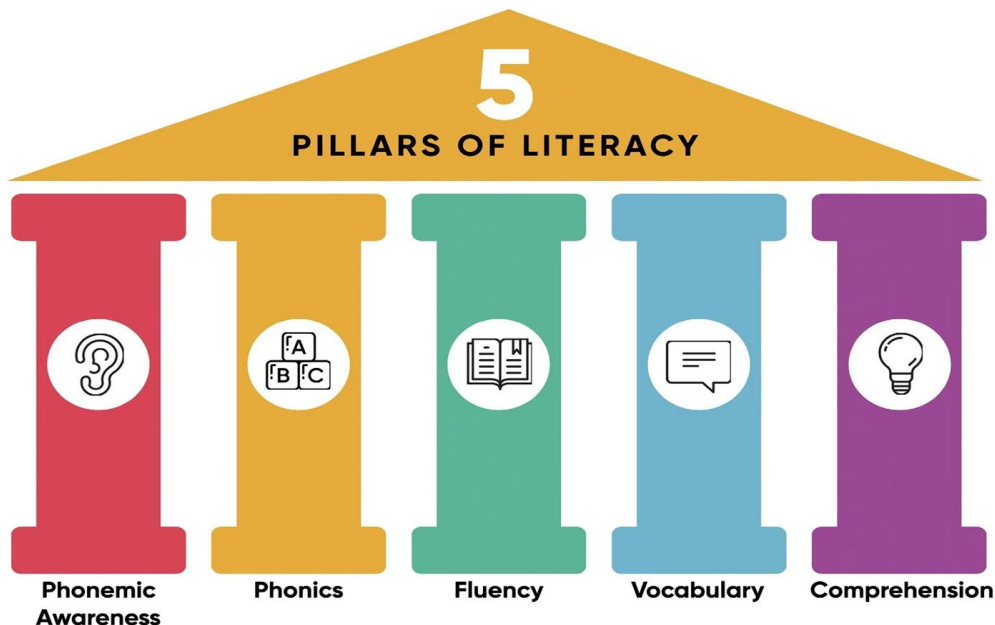 5
PILLARS OF LITERACY
A
B C
Phonemic
Awareness
Phonics
Fluency
Vocabulary
Comprehension